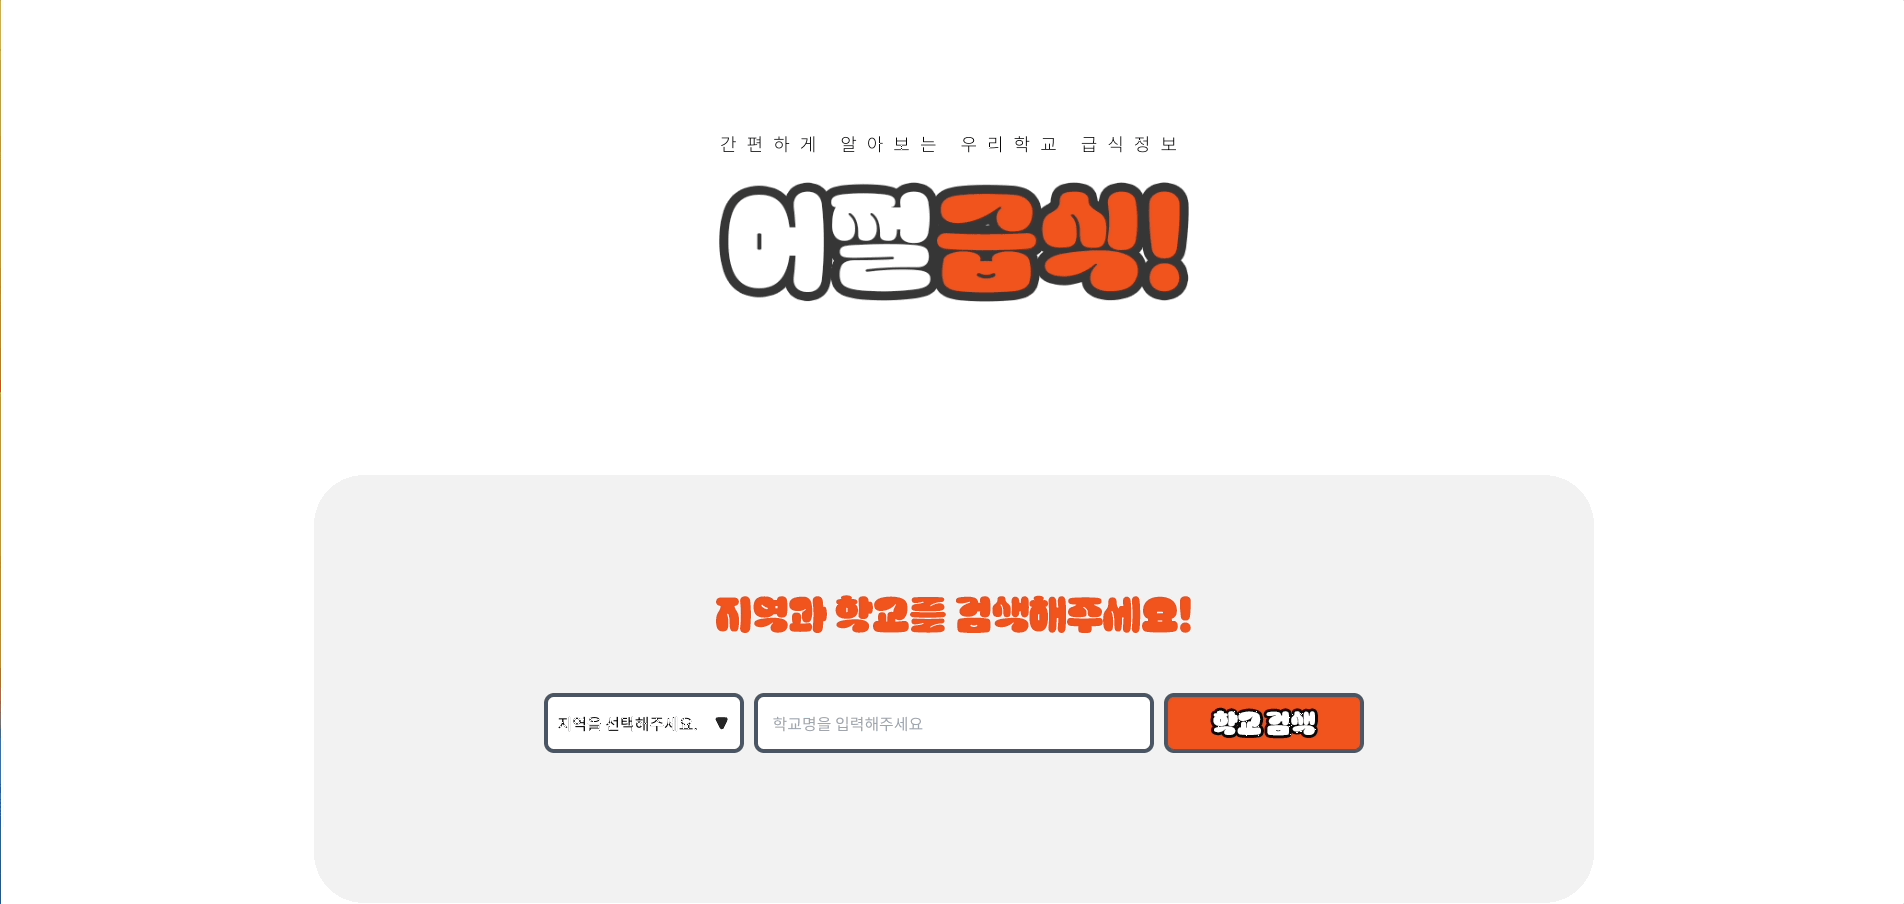 간편하게 알아보는 우리학교 급식정보
어쩔급식!
지역과 학교를 검색해주세요!
지역을 선택해주세요.
학교명을 입력해주세요
학교 검색